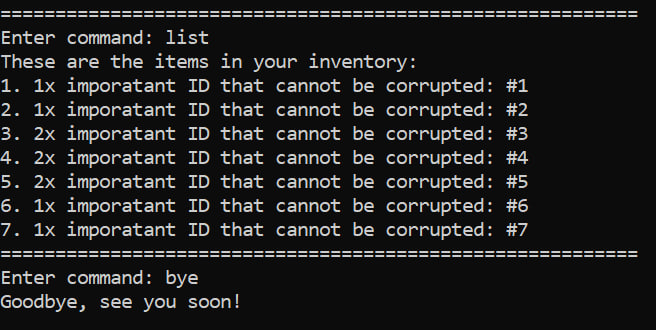 ==========================================================
Enter command: list
These are the items in your inventory:
1. 1x imporatant ID that cannot be corrupted: #1
2. 1x imporatant ID that cannot be corrupted: #2
3. 2x imporatant ID that cannot be corrupted: #3
4. 2x imporatant ID that cannot be corrupted: #4
5. 2x imporatant ID that cannot be corrupted: #5
6. 1x imporatant ID that cannot be corrupted: #6
7. 1x imporatant ID that cannot be corrupted: #7
==========================================================
Enter command: bye
Goodbye, see you soon!